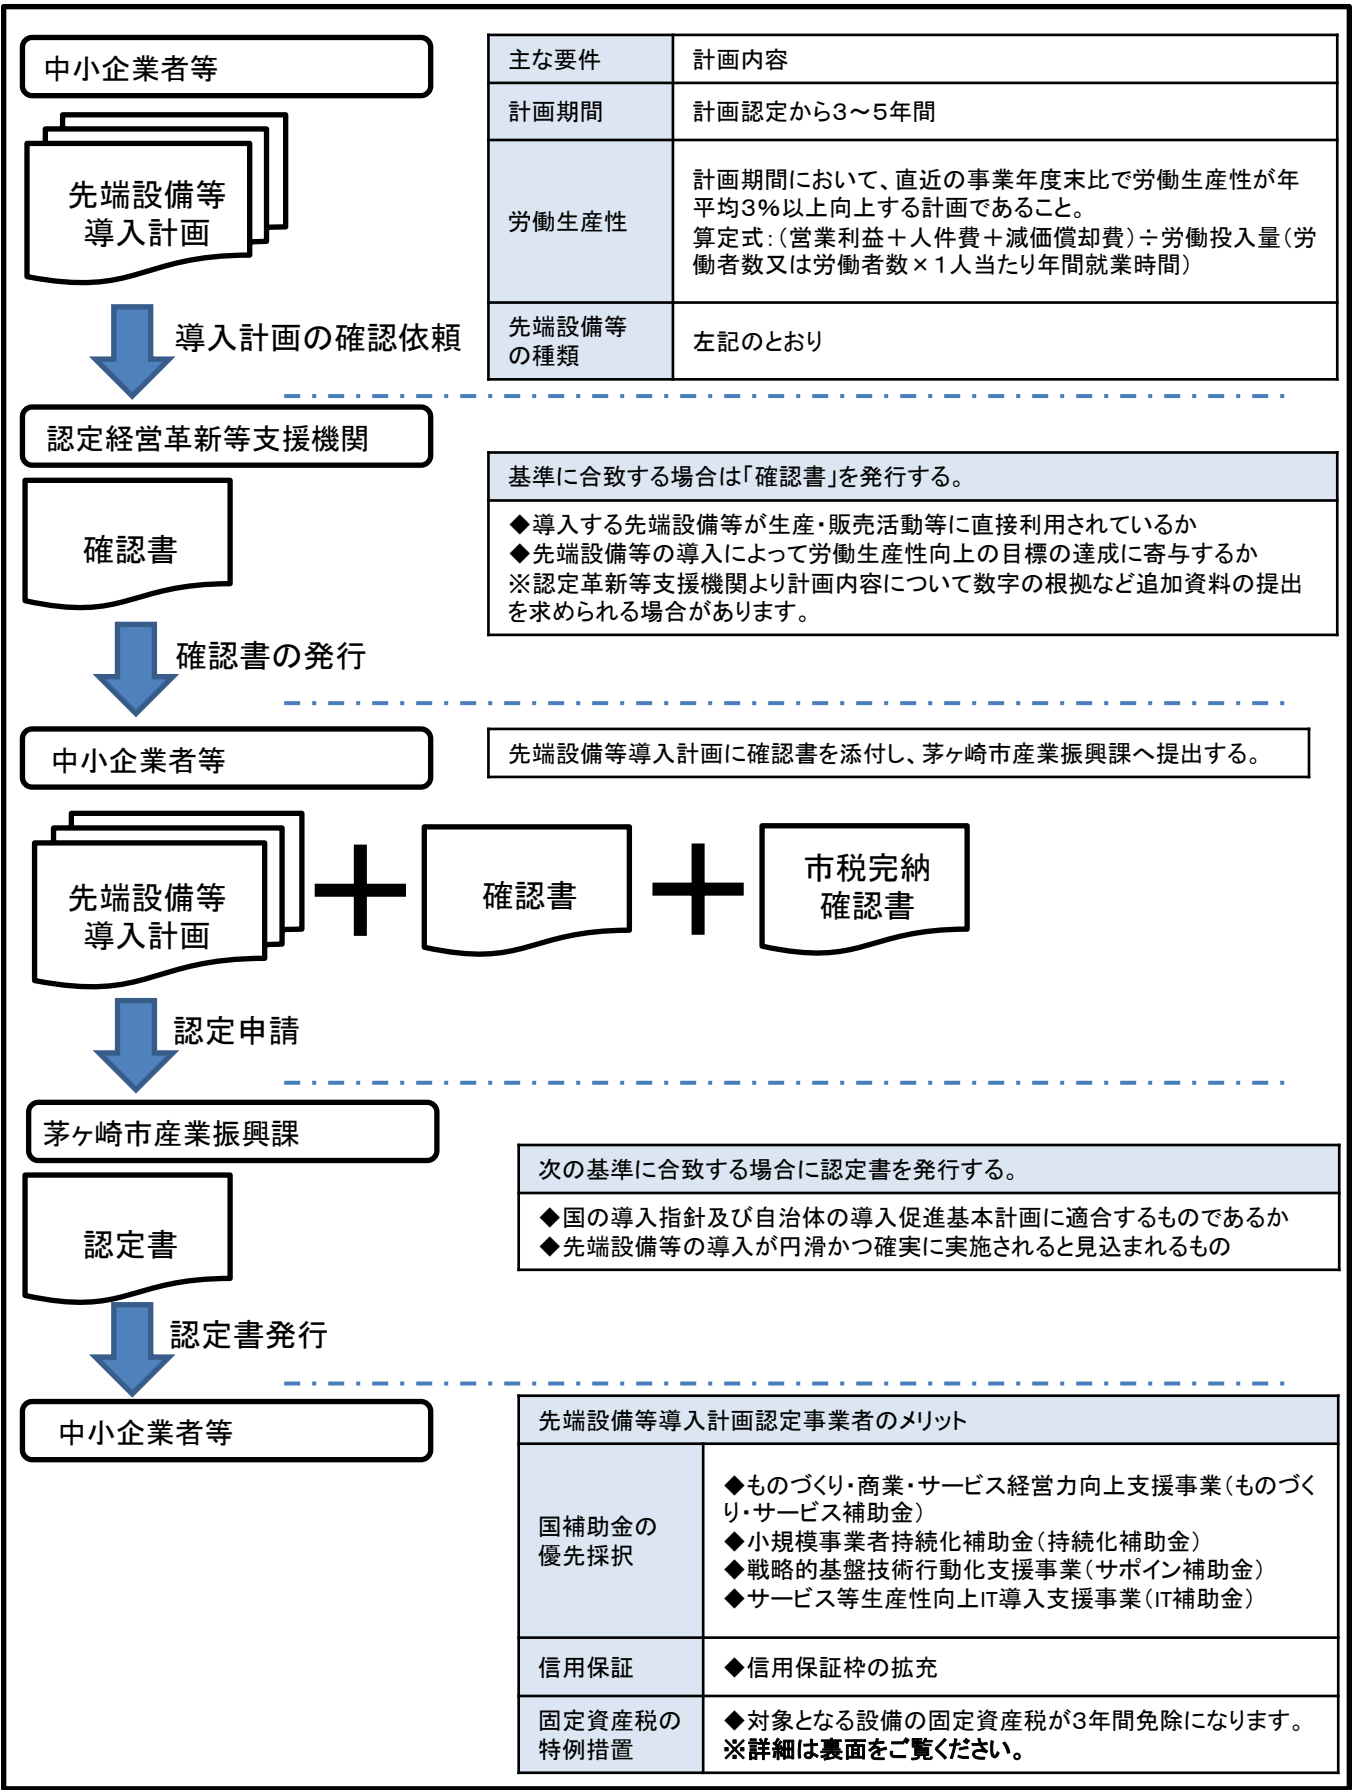 中小企業者等
先端設備等
導入計画
導入計画の確認依頼
主な要件　計画内容
計画期間　計画認定から3～5年間
労働生産性
計画期間において、直近の事業年度末比で労働生産性が年
平均3%以上向上する計画であること。
算定式：（営業利益＋人件費＋減価償却費）÷労働投入量（労
働者数又は労働者数×1人当たり年間就業時間）
先端設備等
の種類
左記のとおり
認定経営革新等支援機関
確認書
確認書の発行
基準に合致する場合は「確認書」を発行する。
◆導入する先端設備等が生産・販売活動等に直接利用されているか
◆先端設備等の導入によって労働生産性向上の目標の達成に寄与するか
※認定革新等支援機関より計画内容について数字の根拠など追加資料の提出
を求められる場合があります。
中小企業者等
先端設備等導入計画に確認書を添付し、茅ヶ崎市産業振興課へ提出する。
先端設備等
導入計画
確認書
市税完納
確認書
認定申請
茅ヶ崎市産業振興課
認定書
認定書発行
次の基準に合致する場合に認定書を発行する。
◆国の導入指針及び自治体の導入促進基本計画に適合するものであるか
◆先端設備等の導入が円滑かつ確実に実施されると見込まれるもの
中小企業者等
先端設備等導入計画認定事業者のメリット
国補助金の
優先採択
◆ものづくり・商業・サービス経営力向上支援事業（ものづく
り・サービス補助金）
◆小規模事業者持続化補助金（持続化補助金）
◆戦略的基盤技術行動化支援事業（サポイン補助金）
◆サービス等生産性向上IT導入支援事業（IT補助金）
信用保証　◆信用保証枠の拡充
固定資産税の
特例措置
◆対象となる設備の固定資産税が3年間免除になります。
※詳細は裏面をご覧ください。